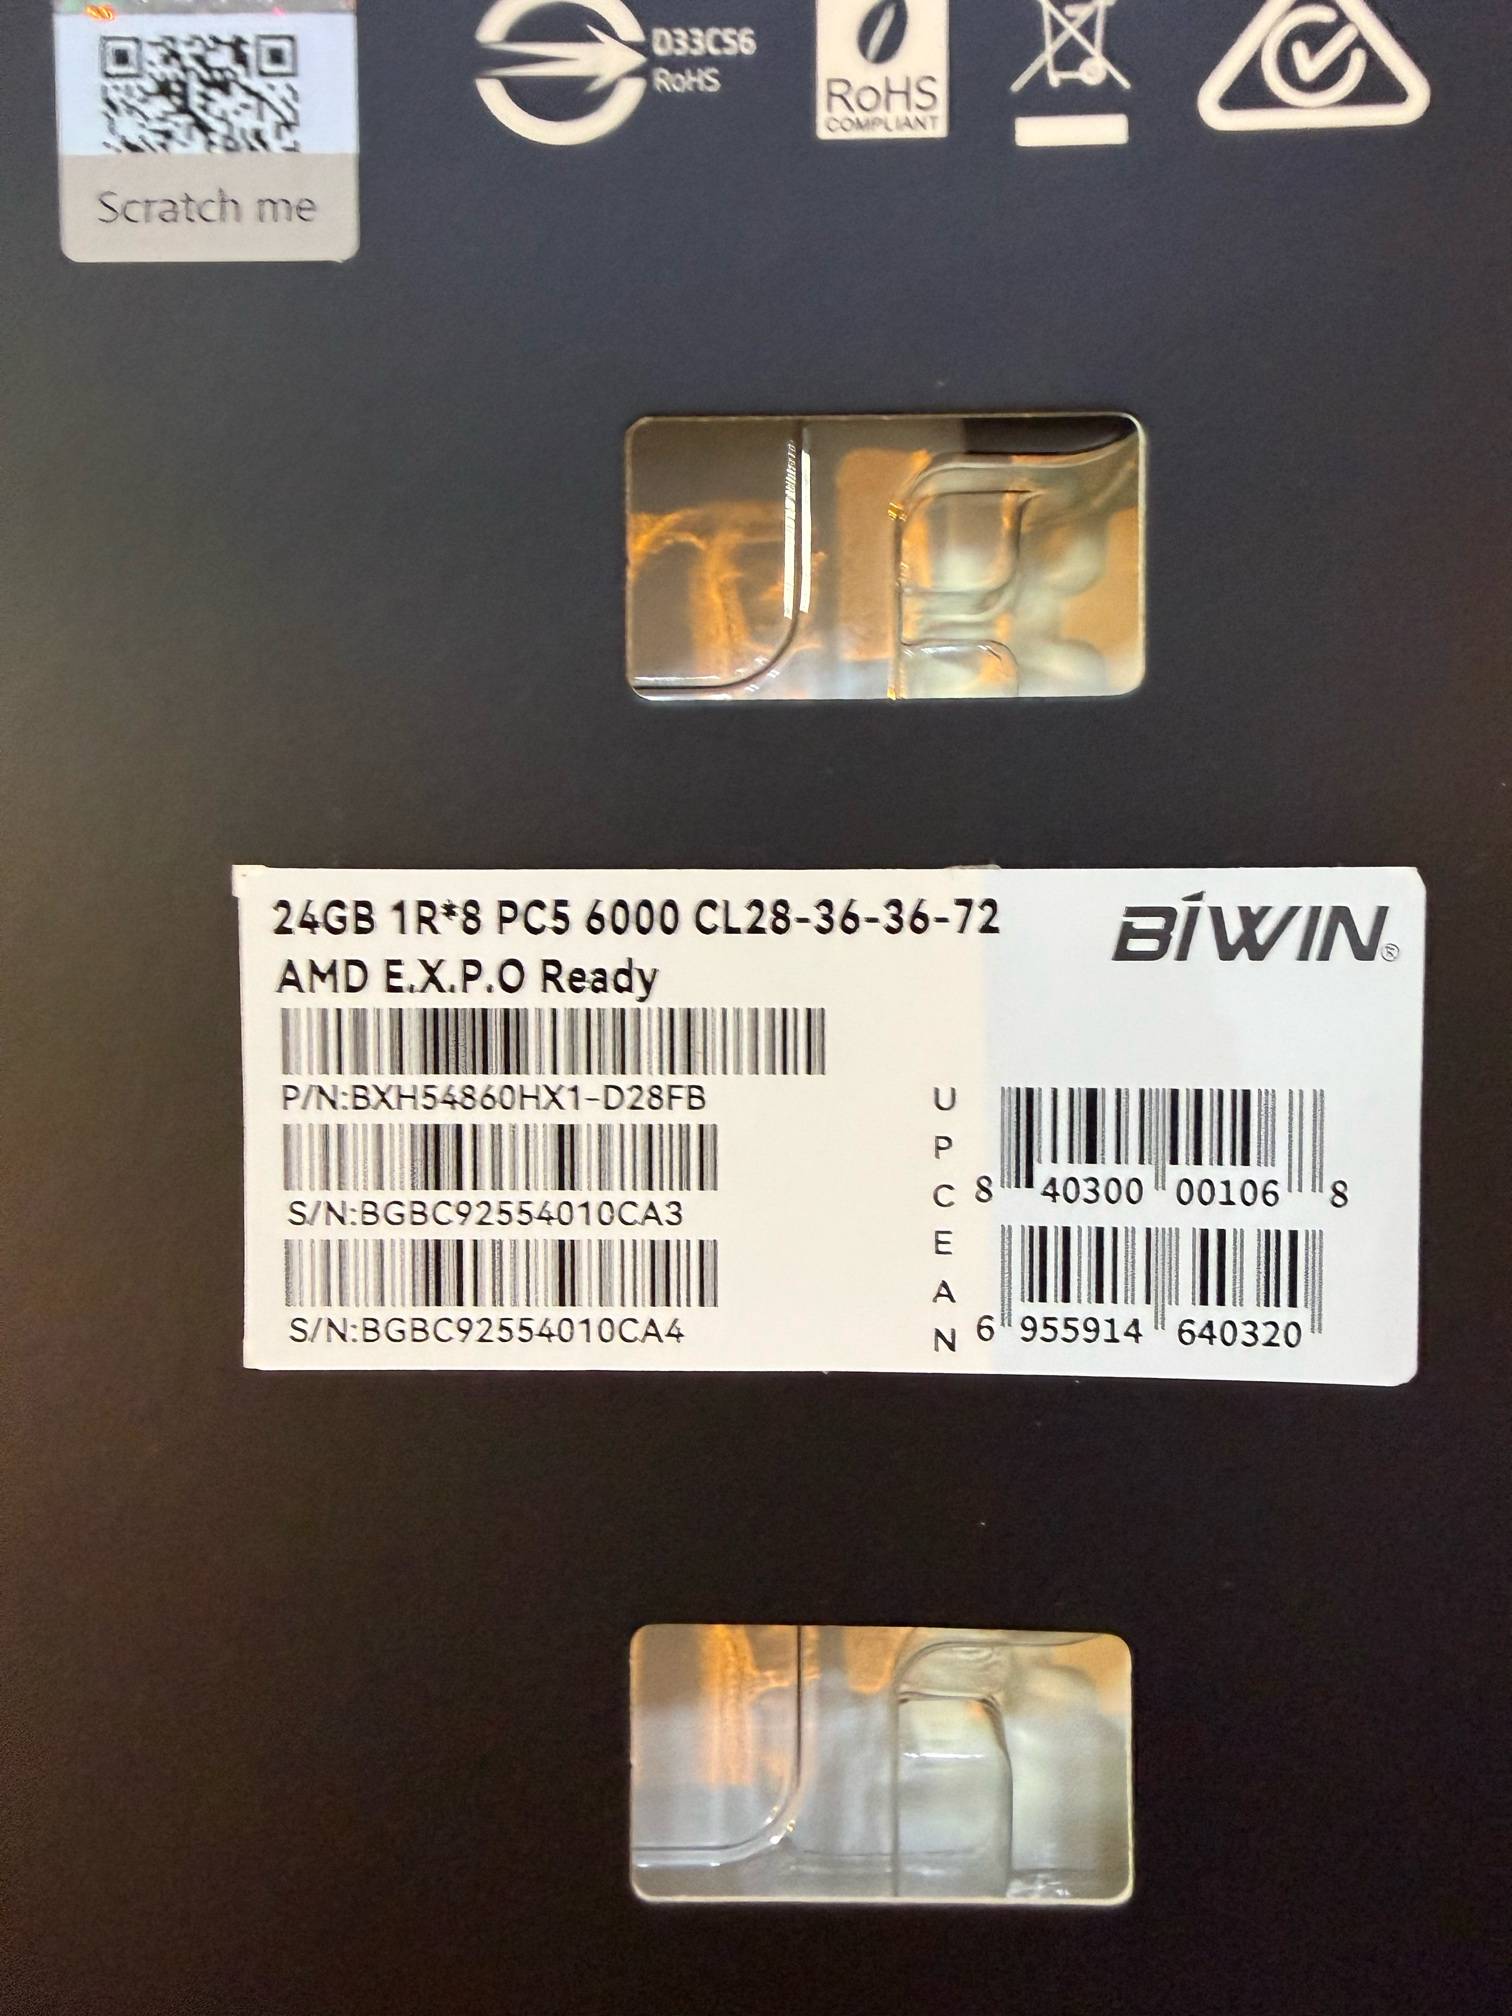 D33C56
RoHS
RoHS
COMPLIANT
Scratch me
24GB 1R*8 PC5 6000 CL28-36-36-72
BIWIN®
AMD E.X.P.O Ready
P/N:BXH54860HX1-D28FB
S/N:BGBC92554010CA3
S/N:BGBC92554010CA4
UPC
8 40300 00106 8
EAN
6 955914 640320